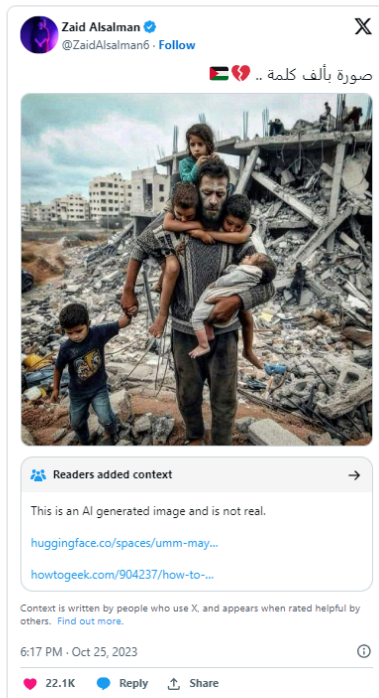 Zaid Alsalman
@ZaidAlsalman6 · Follow
صورة بألف كلمة .. 💔🇵🇸
Readers added context
This is an AI generated image and is not real.
huggingface.co/spaces/umm-may...
howtogeek.com/904237/how-to-...
Context is written by people who use X, and appears when rated helpful by
others. Find out more.
6:17 PM · Oct 25, 2023
22.1K Reply Share